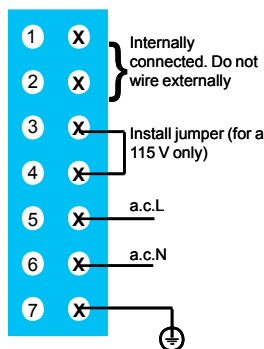 1 X
Internally
connected. Do not
wire externally
2 X
3 X
Install jumper (for a
115 V only)
4 X
5 X a.c.L
6 X a.c.N
7 X